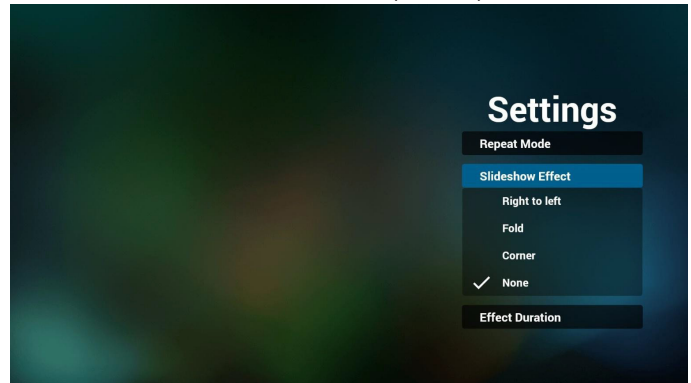 Settings
Repeat Mode
Slideshow Effect
Right to left
Fold
Corner
None
Effect Duration